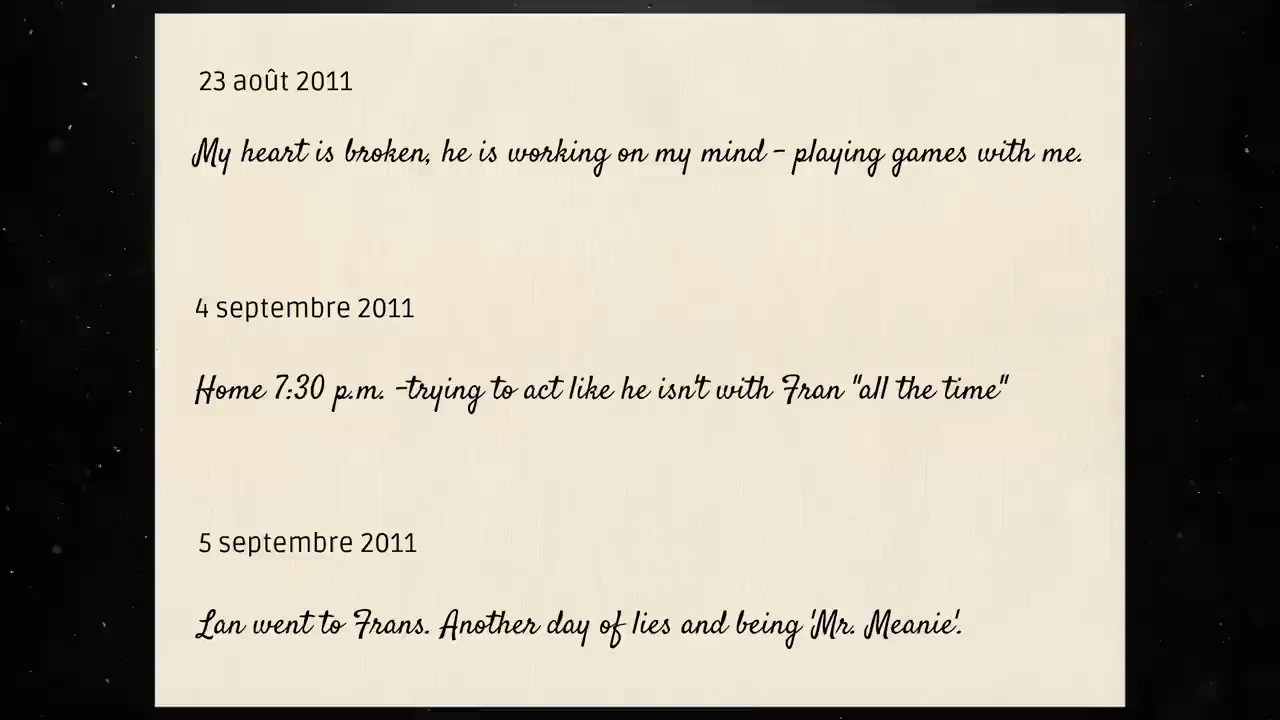 23 août 2011
My heart is broken, he is working on my mind - playing games with me.
4 septembre 2011
Home 7:30 p.m. -trying to act like he isn't with Fran "all the time"
5 septembre 2011
Lan went to Frans. Another day of lies and being 'Mr. Meanie'.